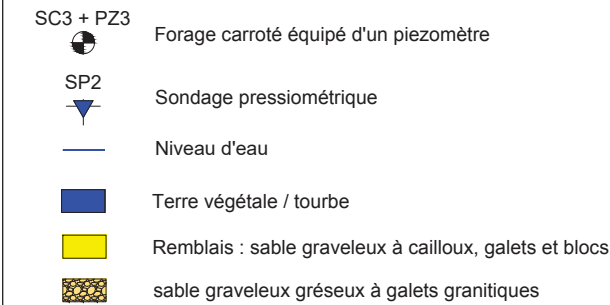 SC3 + PZ3
Forage carroté équipé d'un piezomètre
SP2
Sondage pressiométrique
Niveau d'eau
Terre végétale / tourbe
Remblais : sable graveleux à cailloux, galets et blocs
sable graveleux gréseux à galets granitiques